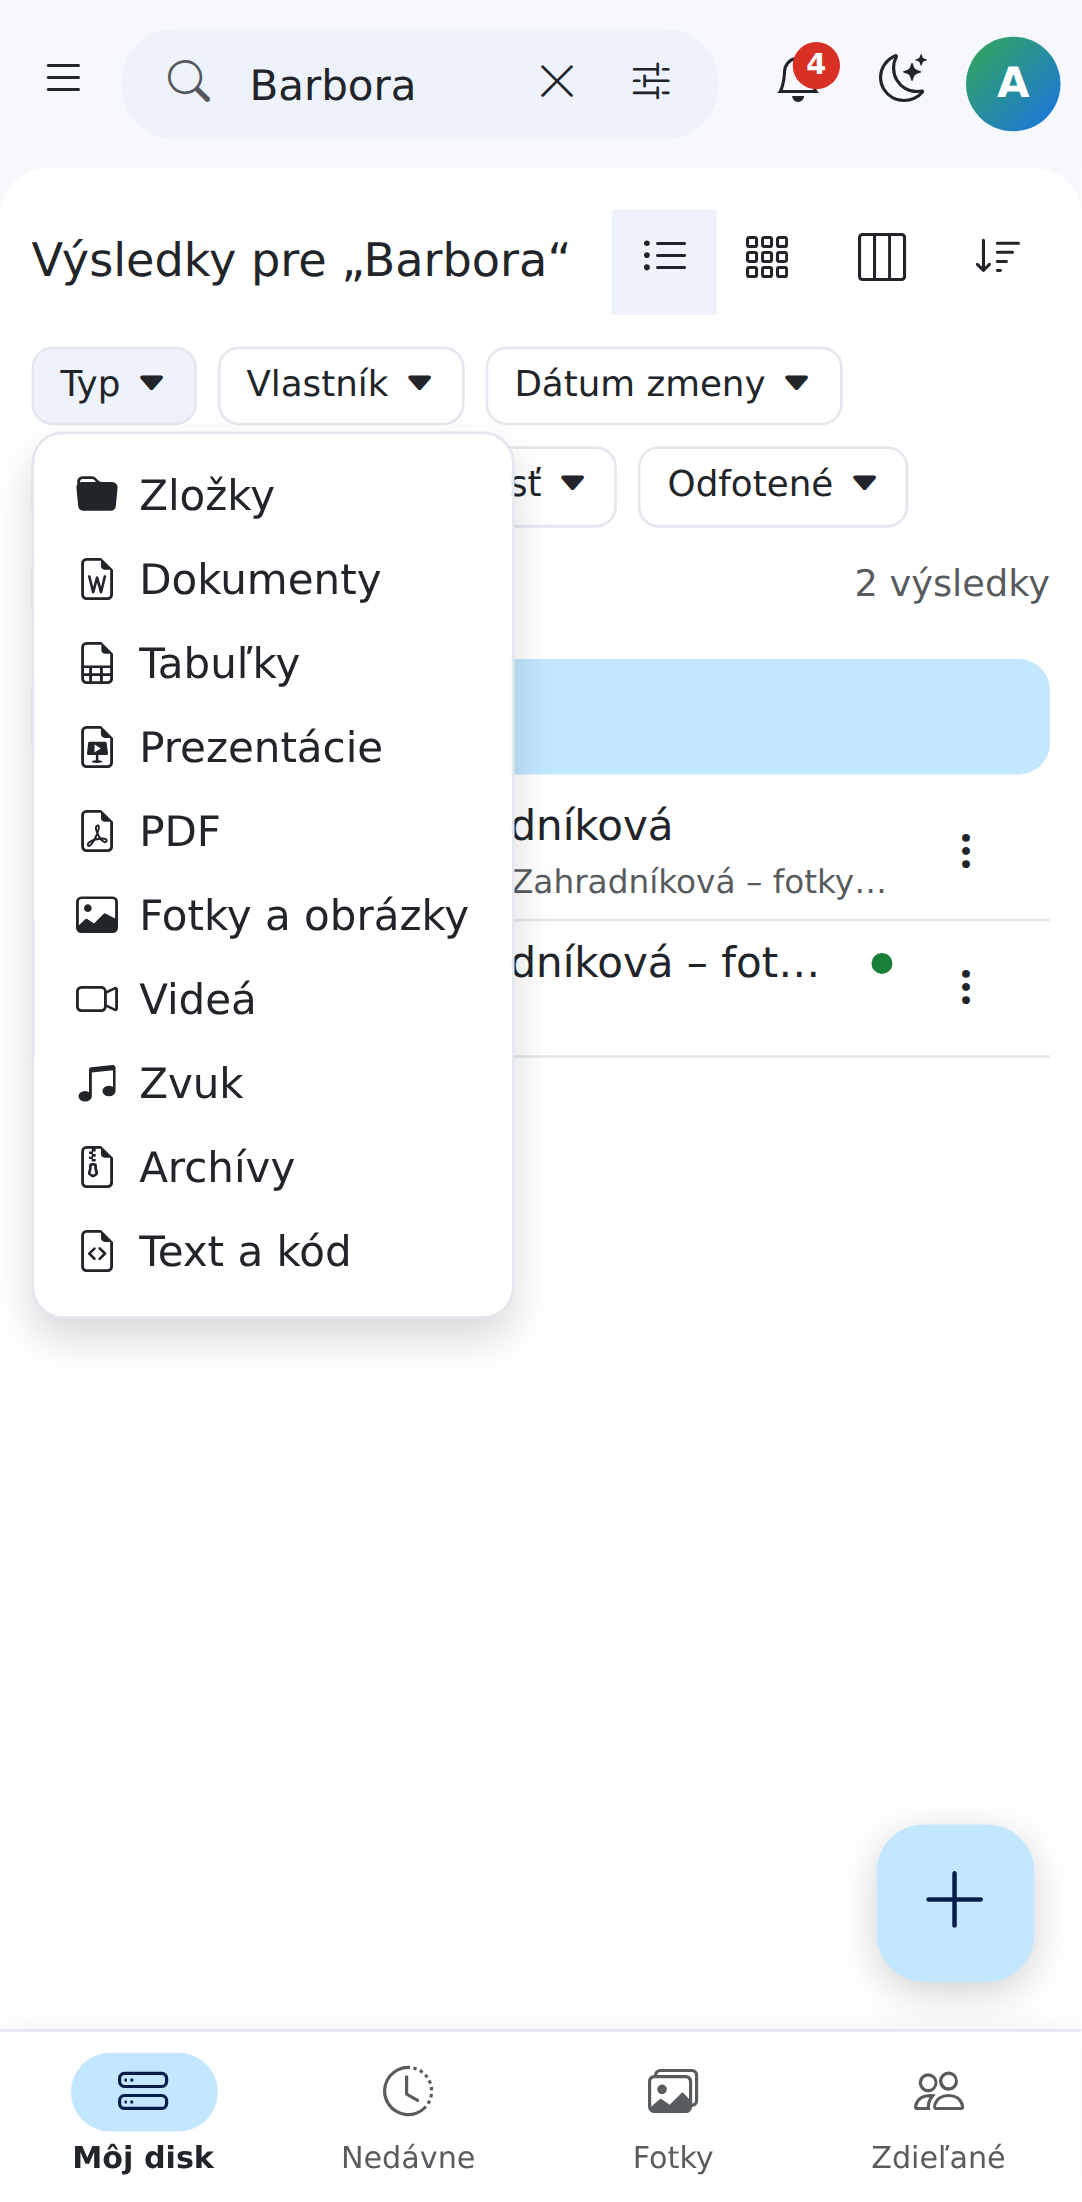 Barbora
4
A
Výsledky pre „Barbora“
Typ
Vlastník
Dátum zmeny
sť
Odfotené
2 výsledky
Zložky
Dokumenty
Tabuľky
Prezentácie
PDF
Fotky a obrázky
Videá
Zvuk
Archívy
Text a kód
dníková
Zahradníková – fotky...
dníková – fot...
Môj disk
Nedávne
Fotky
Zdieľané